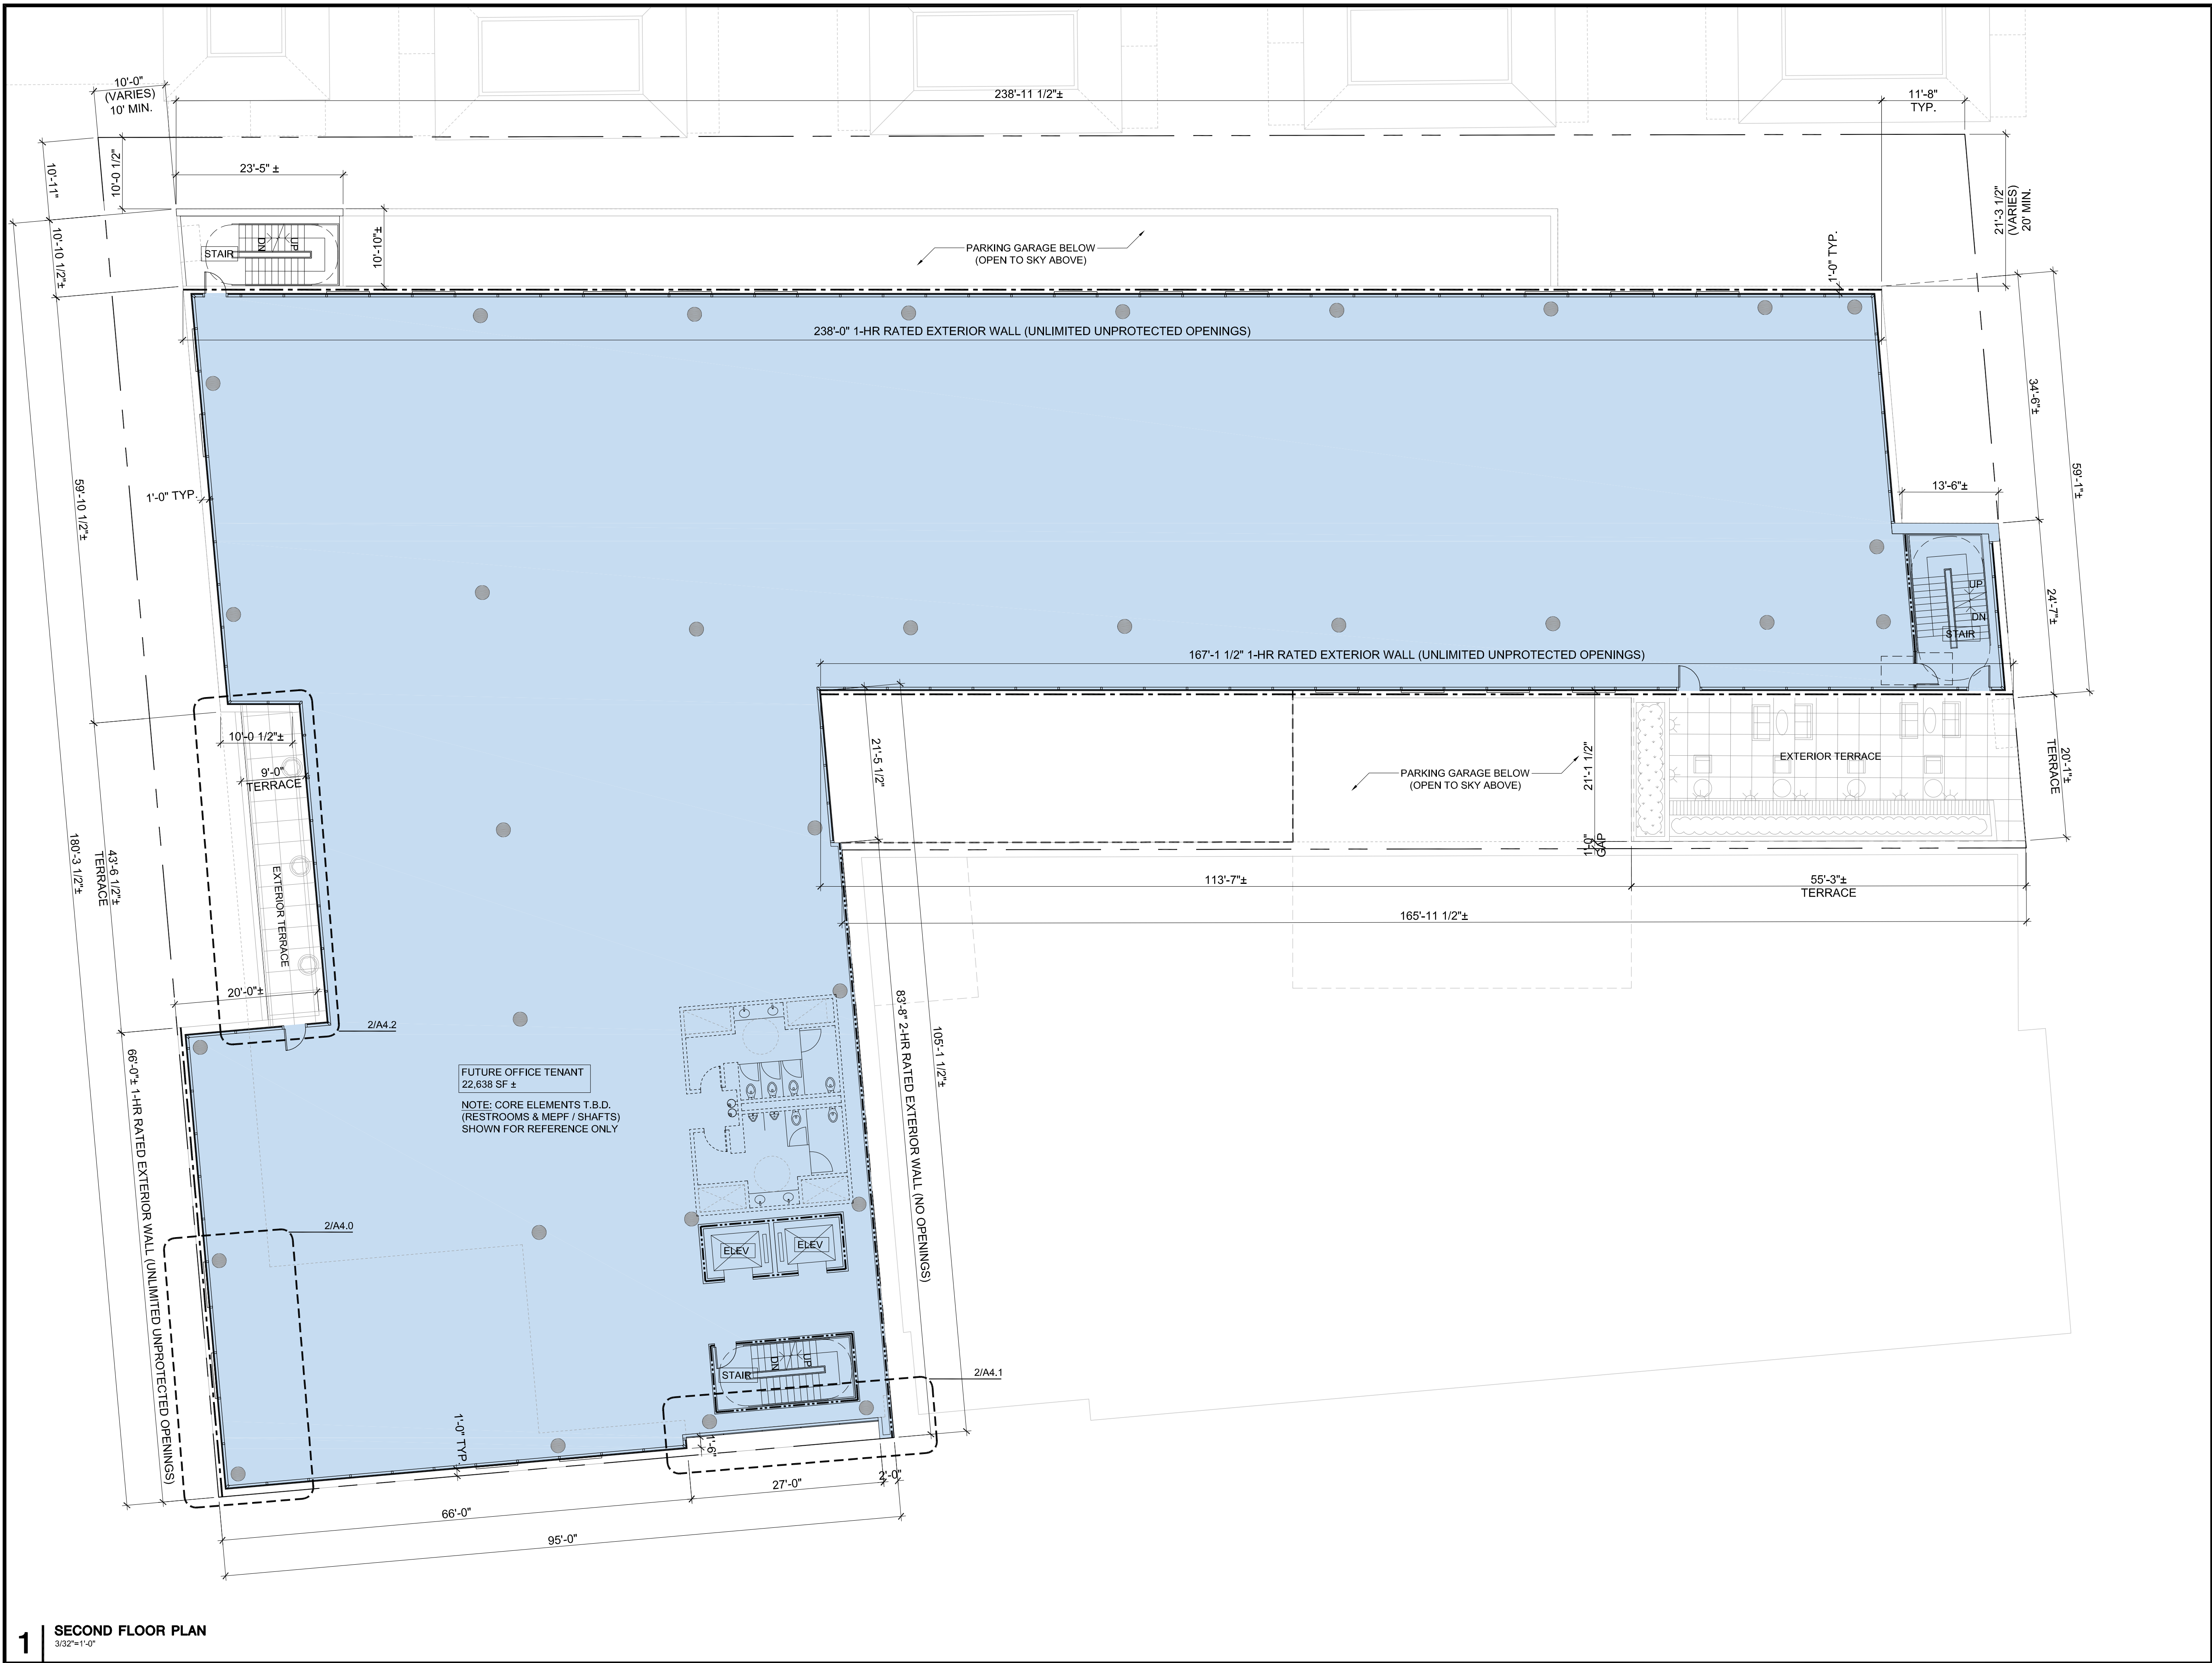 10'-0"
(VARIES)
10' MIN.
238'-11 1/2"±
11'-8"
TYP.
10'-11"
10'-0 1/2"
23'-5" ±
21'-3 1/2"
(VARIES)
20' MIN.
10'-10 1/2"±
STAIR
DN
UP
10'-10"±
PARKING GARAGE BELOW
(OPEN TO SKY ABOVE)
1'-0" TYP.
238'-0" 1-HR RATED EXTERIOR WALL (UNLIMITED UNPROTECTED OPENINGS)
34'-6"±
59'-1"±
59'-10 1/2"±
1'-0" TYP.
13'-6"±
UP
DN
STAIR
24'-7"±
167'-1 1/2" 1-HR RATED EXTERIOR WALL (UNLIMITED UNPROTECTED OPENINGS)
10'-0 1/2"±
9'-0"
TERRACE
21'-5 1/2"
PARKING GARAGE BELOW
(OPEN TO SKY ABOVE)
21'-1 1/2"
EXTERIOR TERRACE
20'-1"±
TERRACE
1'-0"
GAP
180'-3 1/2"±
43'-6 1/2"±
TERRACE
EXTERIOR TERRACE
113'-7"±
55'-3"±
TERRACE
165'-11 1/2"±
20'-0"±
2/A4.2
83'-8" 2-HR RATED EXTERIOR WALL (NO OPENINGS)
105'-1 1/2"±
66'-0"± 1-HR RATED EXTERIOR WALL (UNLIMITED UNPROTECTED OPENINGS)
FUTURE OFFICE TENANT
22,638 SF ±
NOTE: CORE ELEMENTS T.B.D.
(RESTROOMS & MEPF / SHAFTS)
SHOWN FOR REFERENCE ONLY
2/A4.0
ELEV
ELEV
STAIR
DN
UP
2/A4.1
1'-0" TYP.
1'-6"
2'-0"
27'-0"
66'-0"
95'-0"
1
SECOND FLOOR PLAN
3/32"=1'-0"